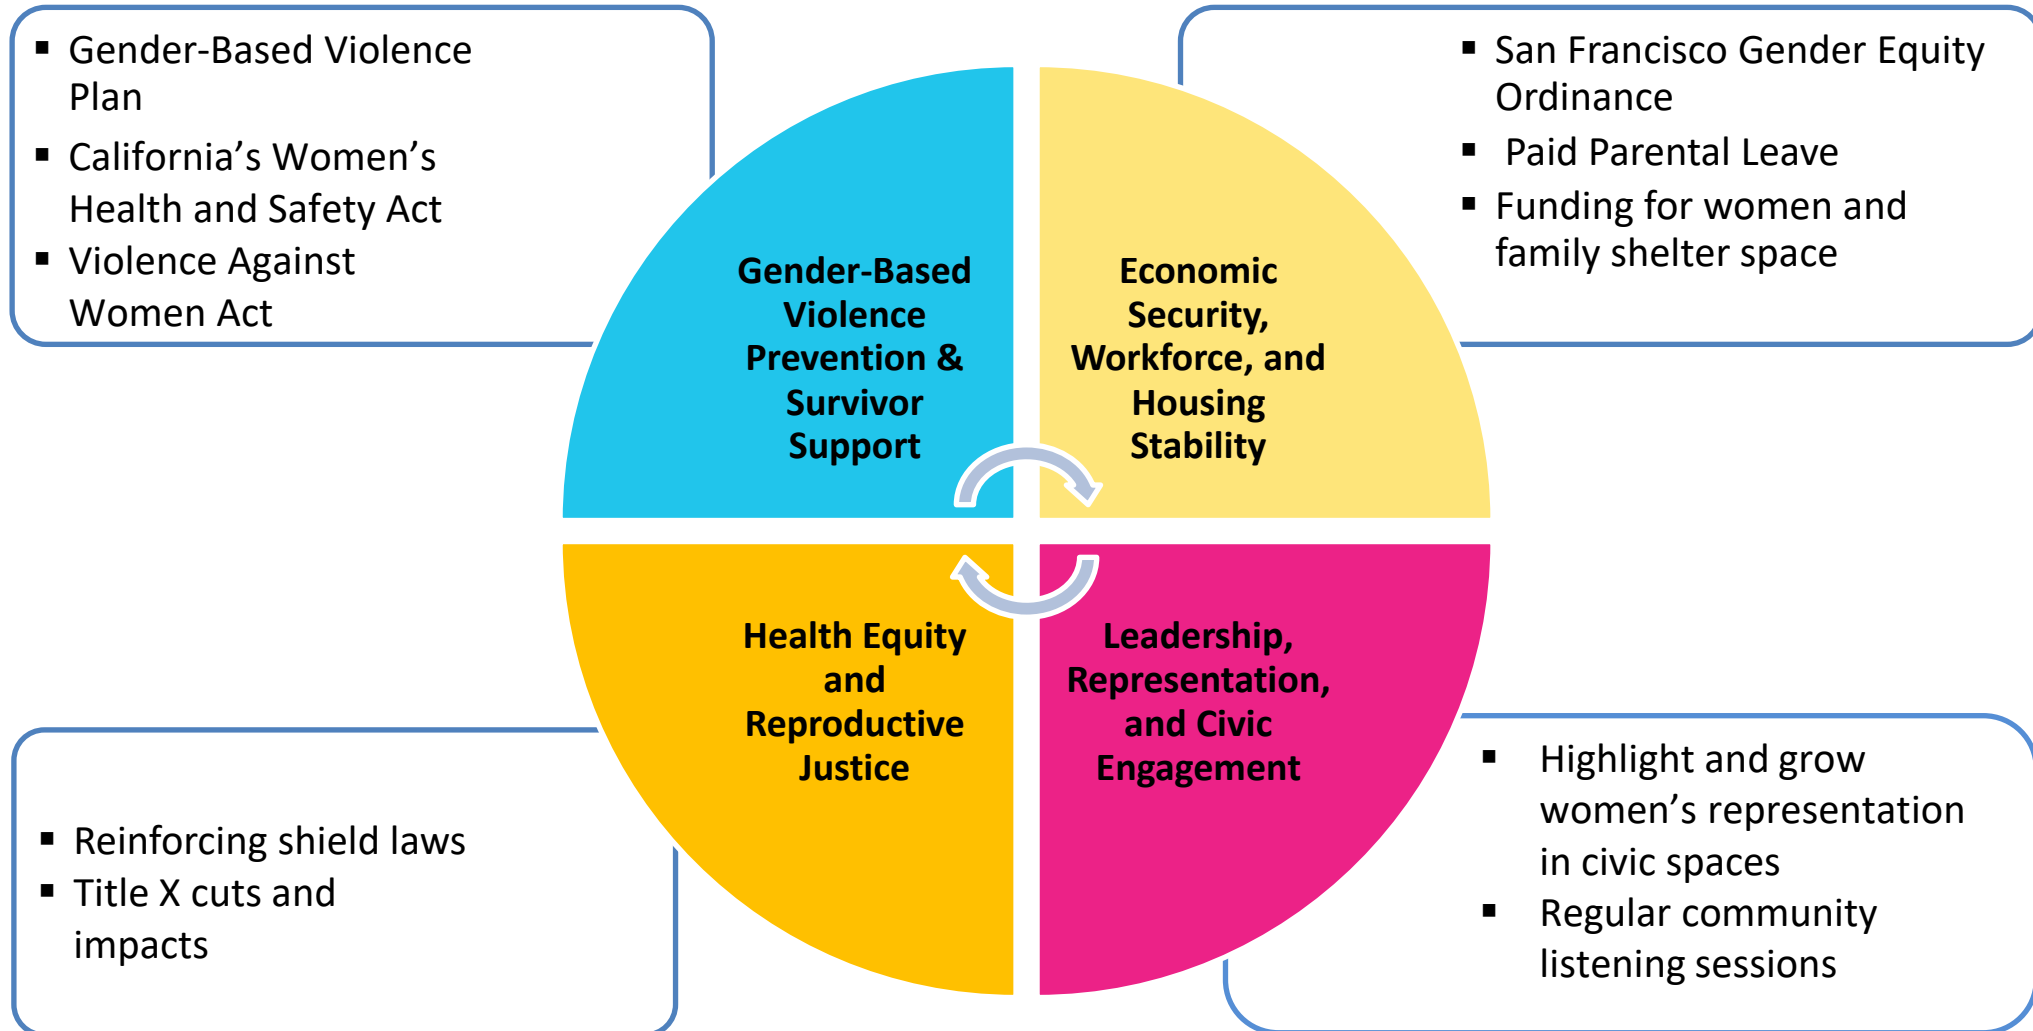 ▪ Gender-Based Violence
Plan
▪ California’s Women’s
Health and Safety Act
▪ Violence Against
Women Act
▪ San Francisco Gender Equity
Ordinance
▪ Paid Parental Leave
▪ Funding for women and
family shelter space
Gender-Based
Violence
Prevention &
Survivor
Support
Economic
Security,
Workforce, and
Housing
Stability
Health Equity
and
Reproductive
Justice
Leadership,
Representation,
and Civic
Engagement
▪ Reinforcing shield laws
▪ Title X cuts and
impacts
▪ Highlight and grow
women’s representation
in civic spaces
▪ Regular community
listening sessions